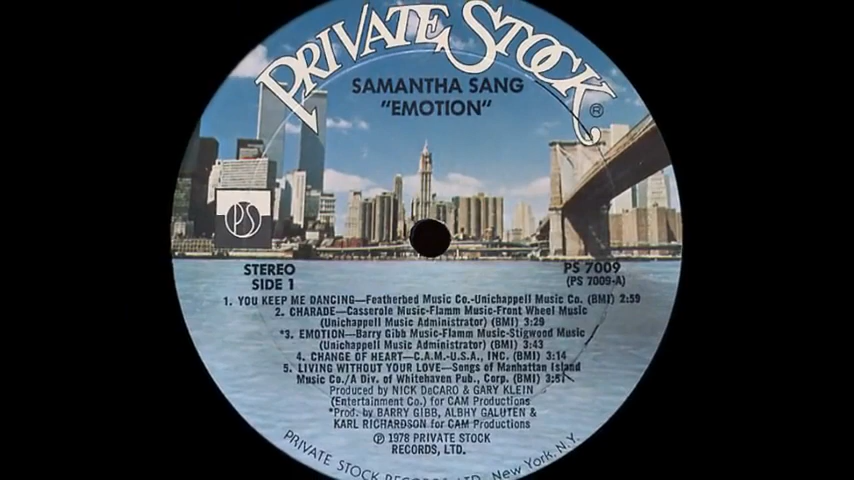 PRIVATE STOCK ®
SAMANTHA SANG
"EMOTION"
PS
STEREO
SIDE 1
PS 7009
(PS 7009-A)
1. YOU KEEP ME DANCING—Featherbed Music Co.-Unichappell Music Co. (BMI) 2:59
2. CHARADE—Casserole Music-Flamm Music-Front Wheel Music
(Unichappell Music Administrator) (BMI) 3:29
*3. EMOTION—Barry Gibb Music-Flamm Music-Stigwood Music
(Unichappell Music Administrator) (BMI) 3:43
4. CHANGE OF HEART—C.A.M.-U.S.A., INC. (BMI) 3:14
5. LIVING WITHOUT YOUR LOVE—Songs of Manhattan Island
Music Co./A Div. of Whitehaven Pub., Corp. (BMI) 3:51
Produced by NICK DeCARO & GARY KLEIN
(Entertainment Co.) for CAM Productions
*Prod. by BARRY GIBB, ALBHY GALUTEN &
KARL RICHARDSON for CAM Productions
℗ 1978 PRIVATE STOCK
RECORDS, LTD.
PRIVATE STOCK RECORDS LTD. New York, N.Y.